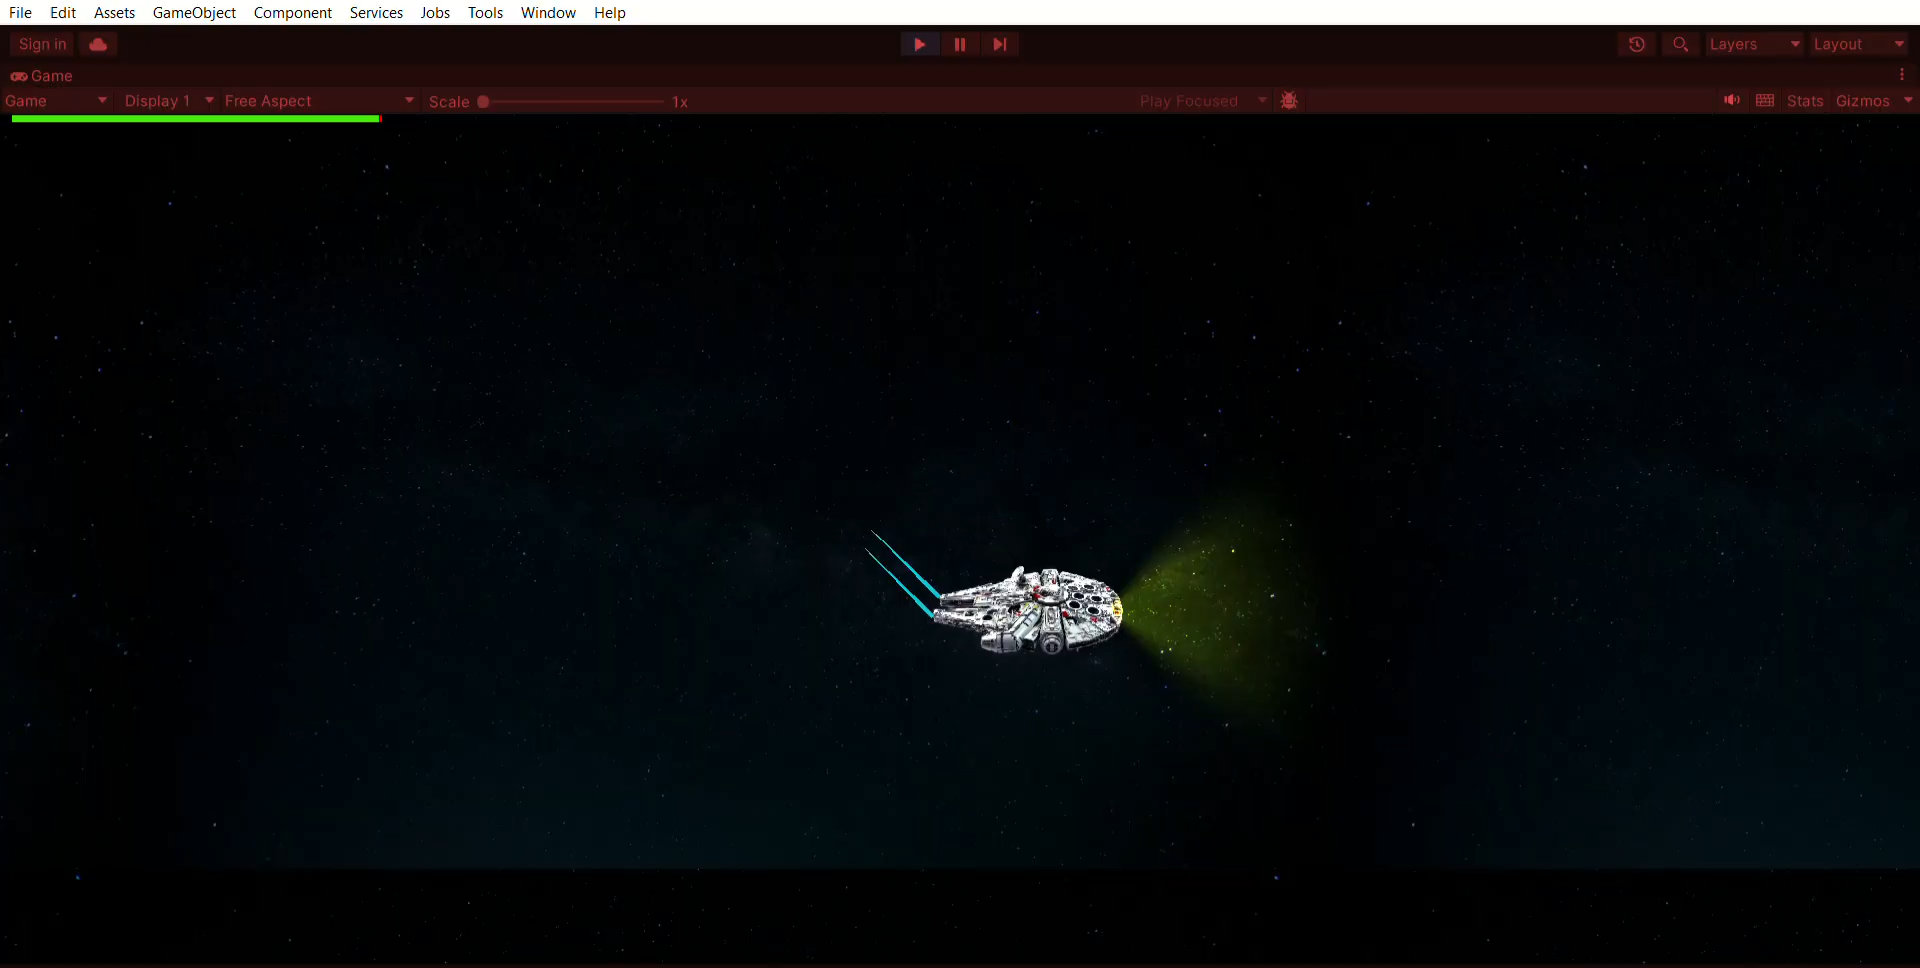 File Edit Assets GameObject Component Services Jobs Tools Window Help
Sign in Layers Layout
Game
Game Display 1 Free Aspect Scale 1x Play Focused Stats Gizmos